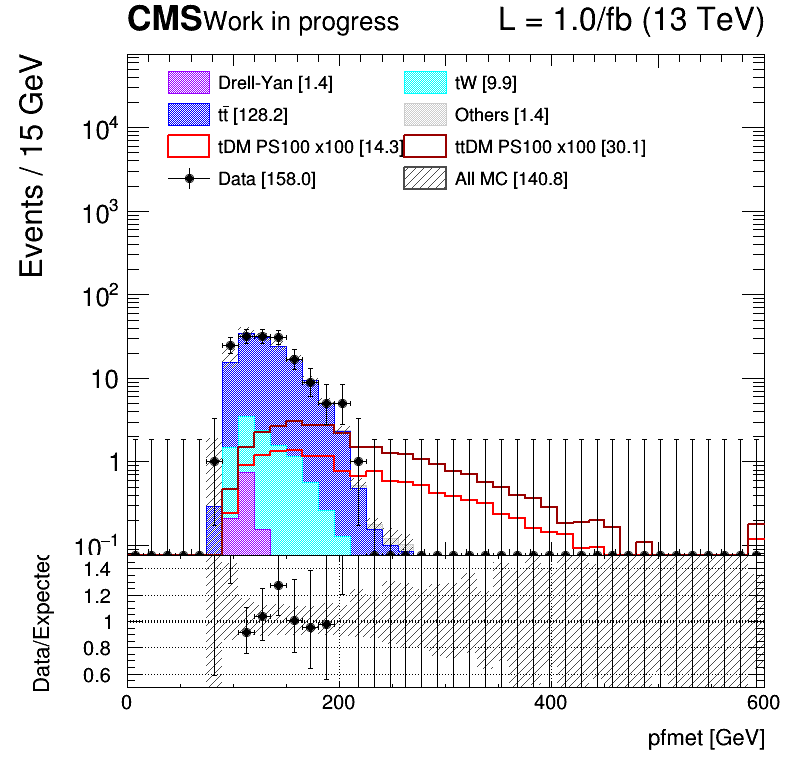 CMS Work in progress L = 1.0/fb (13 TeV)
Events / 15 GeV
Drell-Yan [1.4] tW [9.9]
tt̄ [128.2] Others [1.4]
tDM PS100 x100 [14.3] ttDM PS100 x100 [30.1]
Data [158.0] All MC [140.8]
10⁴
10³
10²
10
1
10⁻¹
Data/Expected
1.4
1.2
1
0.8
0.6
0 200 400 600
pfmet [GeV]